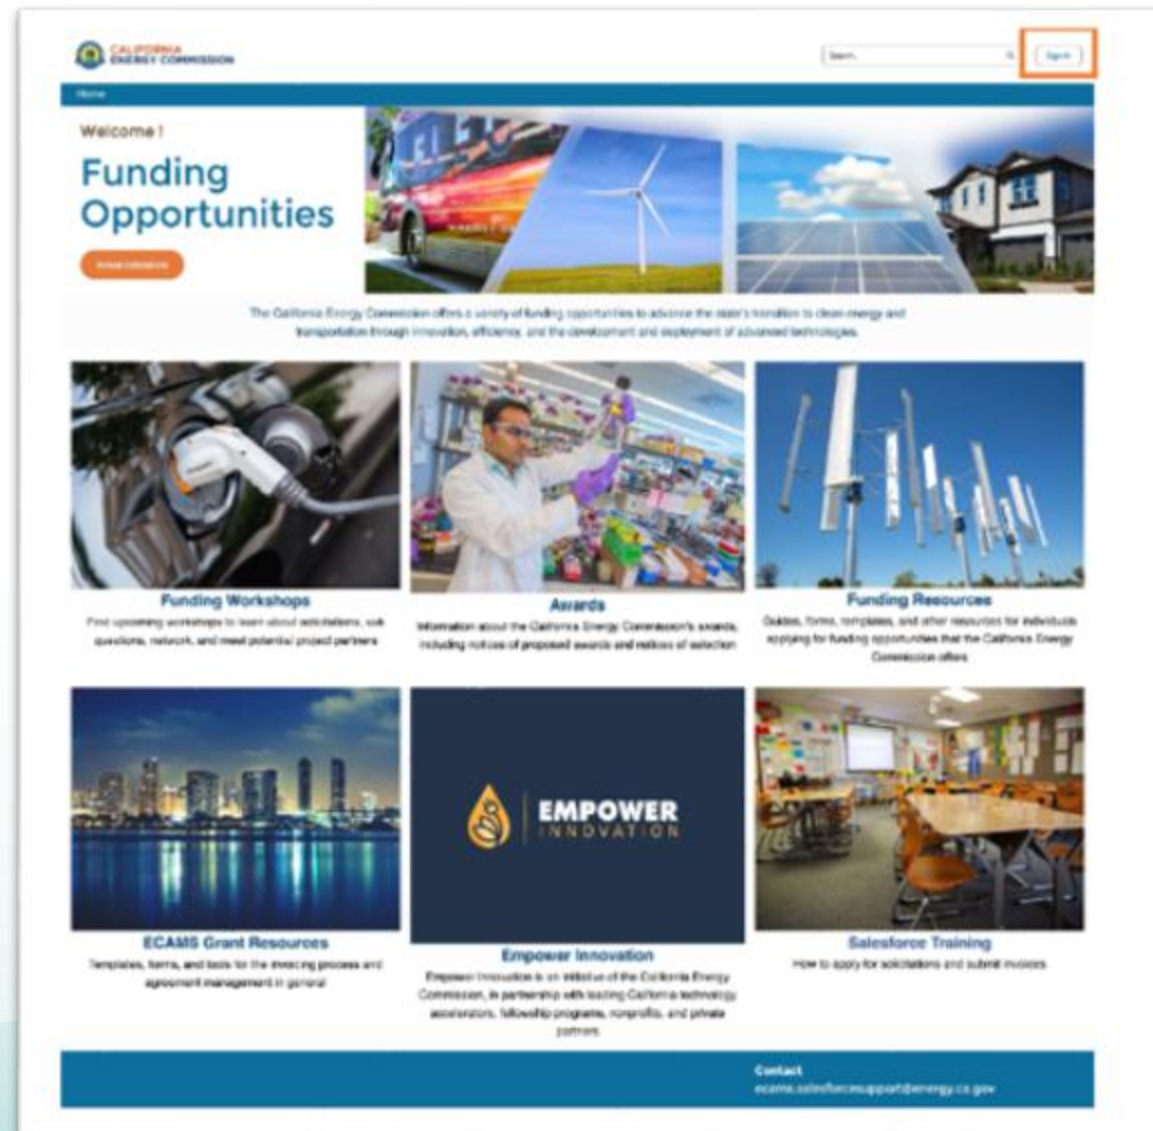 CALIFORNIA
ENERGY COMMISSION
Search...
Sign In
Home
Welcome !
Funding
Opportunities
The California Energy Commission offers a variety of funding opportunities to advance the state's transition to clean energy and
transportation through innovation, efficiency, and the development and deployment of advanced technologies.
Funding Workshops
Find upcoming workshops to learn about solicitations, ask
questions, network, and meet potential project partners
Awards
Information about the California Energy Commission's awards,
including notices of proposed awards and notices of selection
Funding Resources
Guides, forms, templates, and other resources for individuals
applying for funding opportunities that the California Energy
Commission offers
ECAMS Grant Resources
Templates, forms, and tools for the invoicing process and
agreement management in general
EMPOWER
INNOVATION
Empower Innovation
Empower Innovation is an initiative of the California Energy
Commission, in partnership with leading California technology
accelerators, fellowship programs, nonprofits, and private
partners
Salesforce Training
How to apply for solicitations and submit invoices
Contact
ecams.salesforcesupport@energy.ca.gov